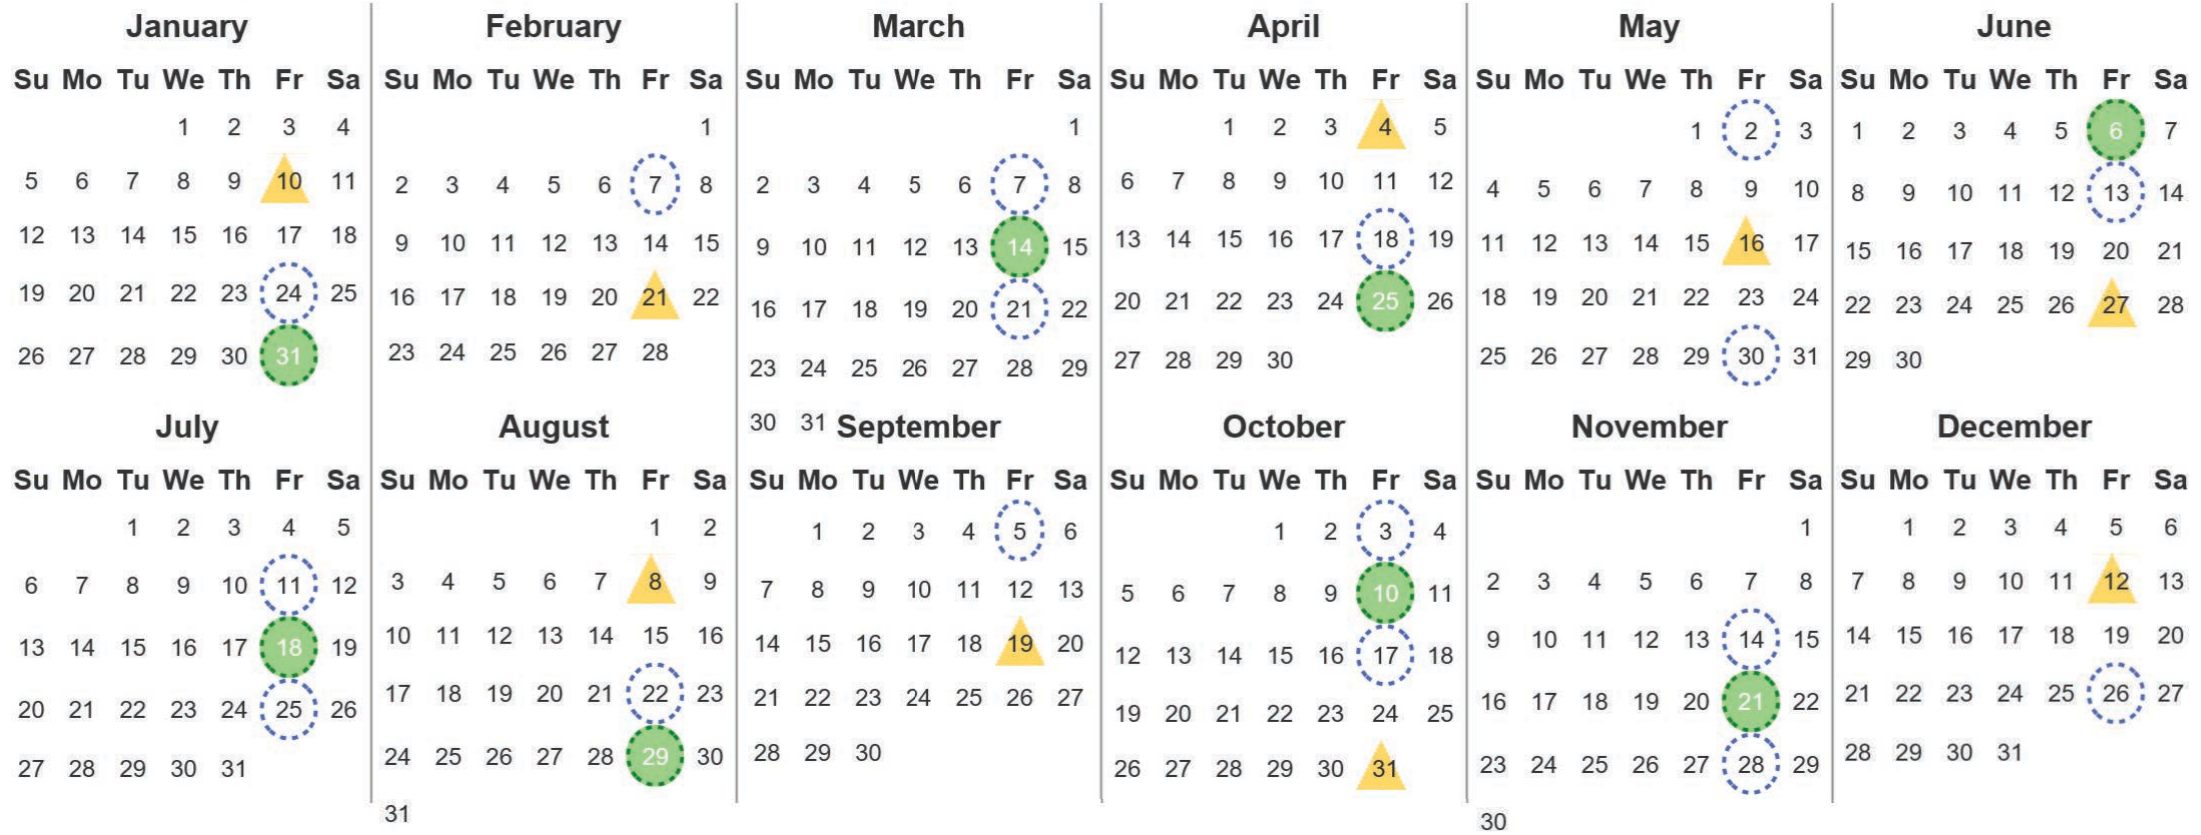 January
Su Mo Tu We Th Fr Sa
1 2 3 4
5 6 7 8 9 10 11
12 13 14 15 16 17 18
19 20 21 22 23 24 25
26 27 28 29 30 31
February
Su Mo Tu We Th Fr Sa
1
2 3 4 5 6 7 8
9 10 11 12 13 14 15
16 17 18 19 20 21 22
23 24 25 26 27 28
March
Su Mo Tu We Th Fr Sa
1
2 3 4 5 6 7 8
9 10 11 12 13 14 15
16 17 18 19 20 21 22
23 24 25 26 27 28 29
30 31
April
Su Mo Tu We Th Fr Sa
1 2 3 4 5
6 7 8 9 10 11 12
13 14 15 16 17 18 19
20 21 22 23 24 25 26
27 28 29 30
May
Su Mo Tu We Th Fr Sa
1 2 3
4 5 6 7 8 9 10
11 12 13 14 15 16 17
18 19 20 21 22 23 24
25 26 27 28 29 30 31
June
Su Mo Tu We Th Fr Sa
1 2 3 4 5 6 7
8 9 10 11 12 13 14
15 16 17 18 19 20 21
22 23 24 25 26 27 28
29 30
July
Su Mo Tu We Th Fr Sa
1 2 3 4 5
6 7 8 9 10 11 12
13 14 15 16 17 18 19
20 21 22 23 24 25 26
27 28 29 30 31
August
Su Mo Tu We Th Fr Sa
1 2
3 4 5 6 7 8 9
10 11 12 13 14 15 16
17 18 19 20 21 22 23
24 25 26 27 28 29 30
31
September
Su Mo Tu We Th Fr Sa
1 2 3 4 5 6
7 8 9 10 11 12 13
14 15 16 17 18 19 20
21 22 23 24 25 26 27
28 29 30
October
Su Mo Tu We Th Fr Sa
1 2 3 4
5 6 7 8 9 10 11
12 13 14 15 16 17 18
19 20 21 22 23 24 25
26 27 28 29 30 31
November
Su Mo Tu We Th Fr Sa
1
2 3 4 5 6 7 8
9 10 11 12 13 14 15
16 17 18 19 20 21 22
23 24 25 26 27 28 29
30
December
Su Mo Tu We Th Fr Sa
1 2 3 4 5 6
7 8 9 10 11 12 13
14 15 16 17 18 19 20
21 22 23 24 25 26 27
28 29 30 31